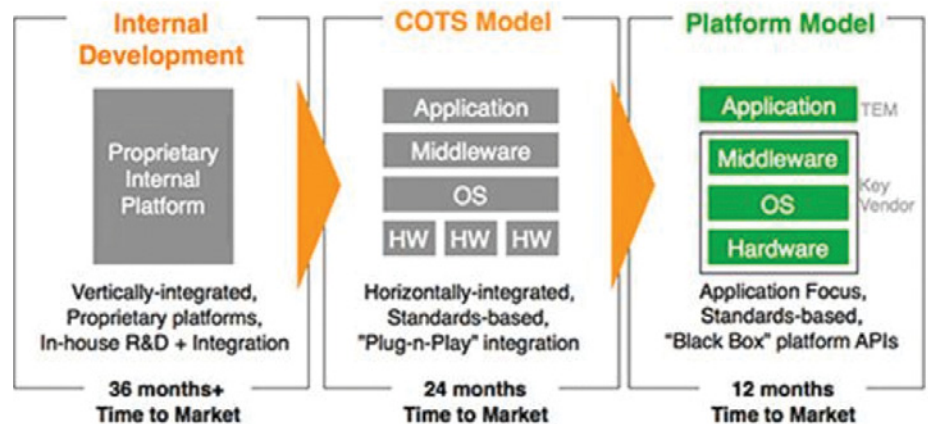 Internal
Development
Proprietary
Internal
Platform
Vertically-integrated,
Proprietary platforms,
In-house R&D + Integration
36 months+
Time to Market
COTS Model
Application
Middleware
OS
HW HW HW
Horizontally-integrated,
Standards-based,
"Plug-n-Play" integration
24 months
Time to Market
Platform Model
Application
TEM
Middleware
OS
Hardware
Key
Vendor
Application Focus,
Standards-based,
"Black Box" platform APIs
12 months
Time to Market